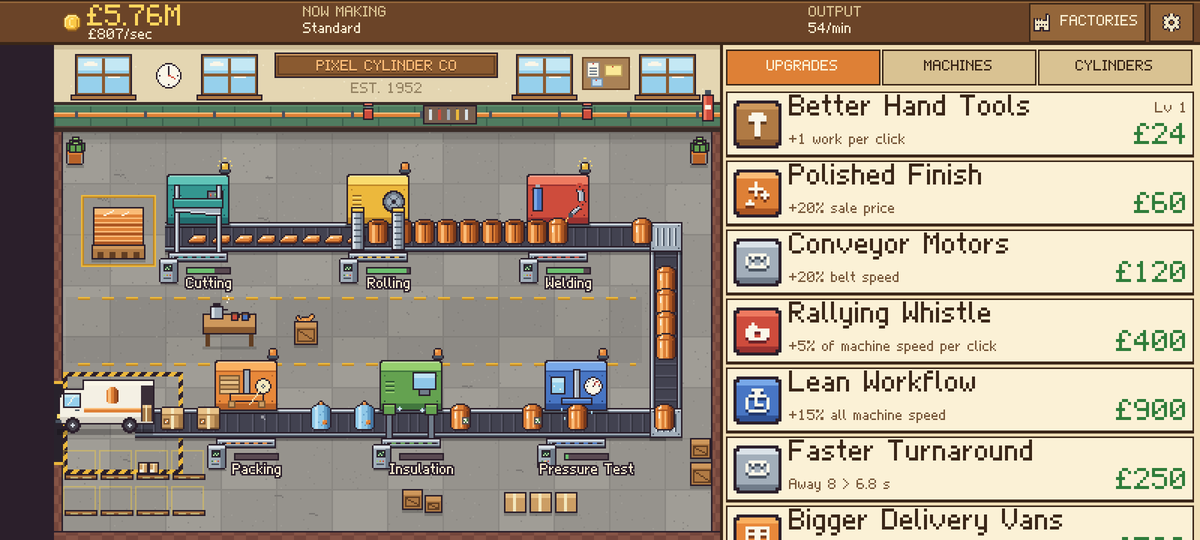 £5.76M
£807/sec
NOW MAKING
Standard
OUTPUT
54/min
FACTORIES
PIXEL CYLINDER CO
EST. 1952
UPGRADES
MACHINES
CYLINDERS
Better Hand Tools
Lv 1
+1 work per click
£24
Polished Finish
+20% sale price
£60
Conveyor Motors
+20% belt speed
£120
Rallying Whistle
+5% of machine speed per click
£400
Lean Workflow
+15% all machine speed
£900
Faster Turnaround
Away 8 > 6.8 s
£250
Bigger Delivery Vans
Cutting
Rolling
Welding
Packing
Insulation
Pressure Test